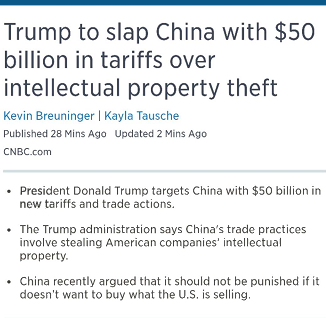 Trump to slap China with $50
billion in tariffs over
intellectual property theft
Kevin Breuninger | Kayla Tausche
Published 28 Mins Ago   Updated 2 Mins Ago
CNBC.com
• President Donald Trump targets China with $50 billion in
new tariffs and trade actions.
• The Trump administration says China's trade practices
involve stealing American companies' intellectual
property.
• China recently argued that it should not be punished if it
doesn't want to buy what the U.S. is selling.